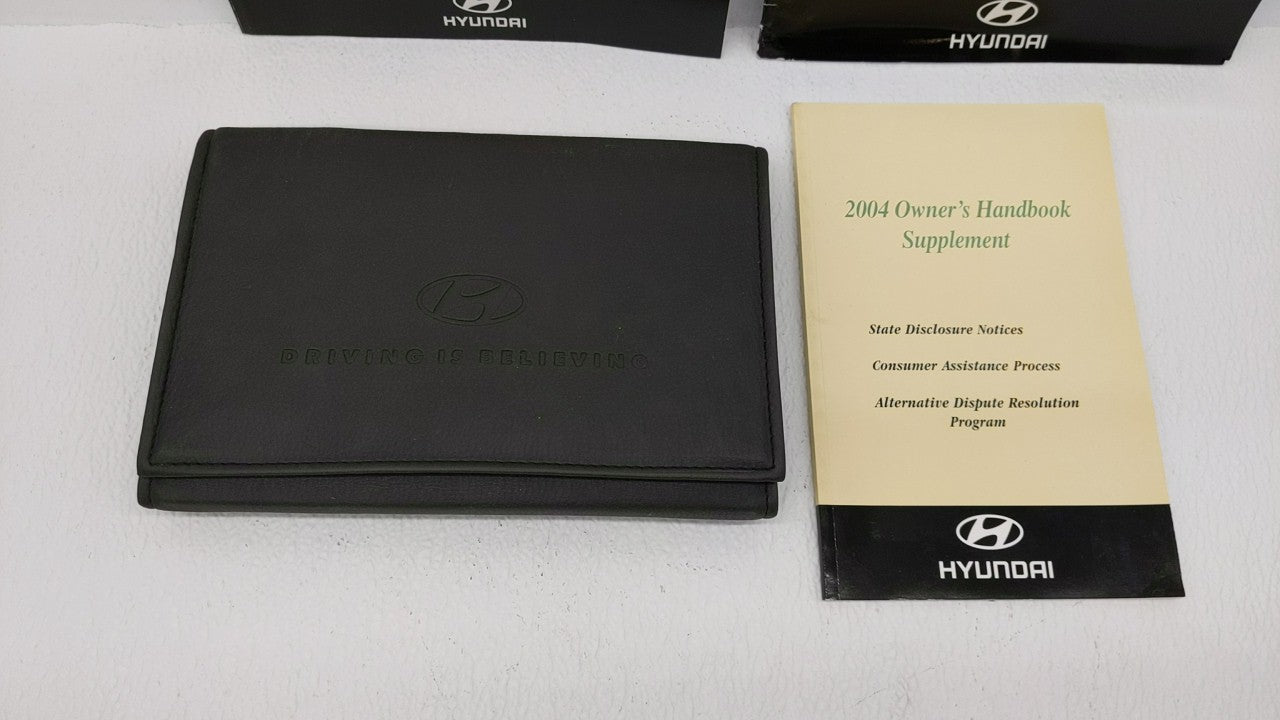 HYUNDAI
HYUNDAI
DRIVING IS BELIEVING
2004 Owner's Handbook
Supplement
State Disclosure Notices
Consumer Assistance Process
Alternative Dispute Resolution
Program
HYUNDAI